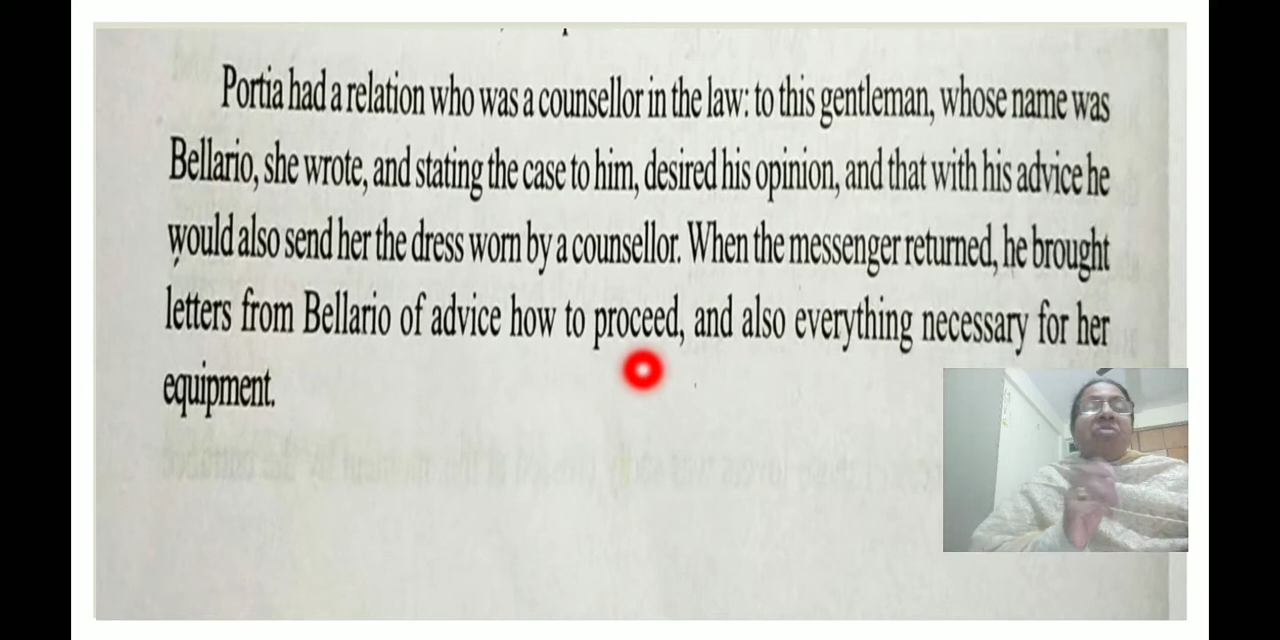 Portia had a relation who was a counsellor in the law: to this gentleman, whose name was
Bellario, she wrote, and stating the case to him, desired his opinion, and that with his advice he
would also send her the dress worn by a counsellor. When the messenger returned, he brought
letters from Bellario of advice how to proceed, and also everything necessary for her
equipment.